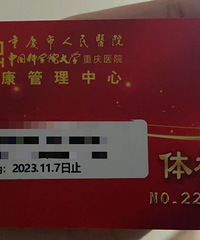 重庆市人民医院
中国科学院大学重庆医院
康管理中心
: 2023.11.7日止
体
NO.22